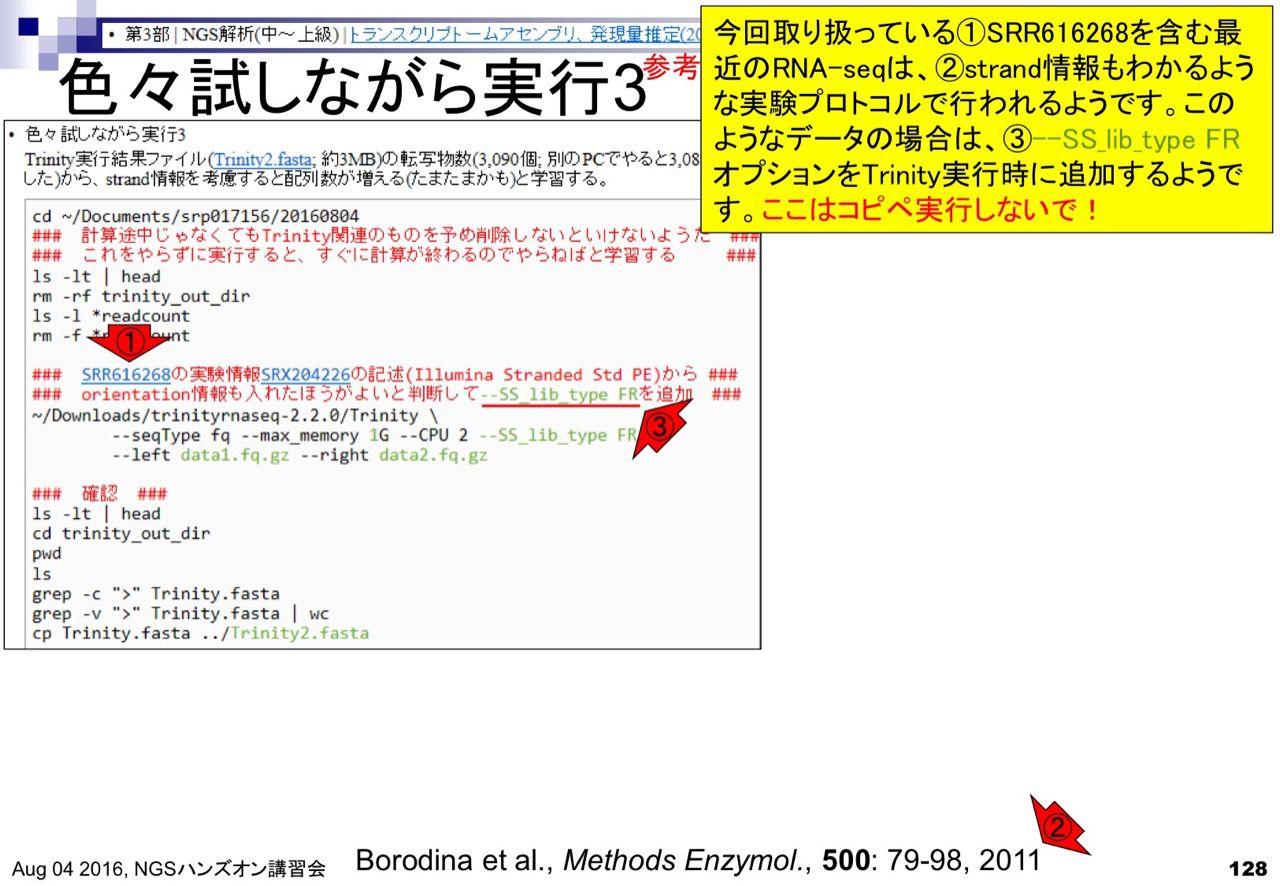 • 第3部 | NGS解析(中～上級) | トランスクリプトームアセンブリ、発現量推定(20
色々試しながら実行3
参考
今回取り扱っている①SRR616268を含む最
近のRNA-seqは、②strand情報もわかるよう
な実験プロトコルで行われるようです。この
ようなデータの場合は、③--SS_lib_type FR
オプションをTrinity実行時に追加するようで
す。ここはコピペ実行しないで！
• 色々試しながら実行3
Trinity実行結果ファイル(Trinity2.fasta; 約3MB)の転写物数(3,090個; 別のPCでやると3,08
した)から、strand情報を考慮すると配列数が増える(たまたまかも)と学習する。
cd ~/Documents/srp017156/20160804
### 計算途中じゃなくてもTrinity関連のものを予め削除しないといけないようだ ###
### これをやらずに実行すると、すぐに計算が終わるのでやらねばと学習する ###
ls -lt | head
rm -rf trinity_out_dir
ls -l *readcount
rm -f *r ount
①
### SRR616268の実験情報SRX204226の記述(Illumina Stranded Std PE)から ###
### orientation情報も入れたほうがよいと判断して--SS_lib_type FRを追加 ###
~/Downloads/trinityrnaseq-2.2.0/Trinity \
--seqType fq --max_memory 1G --CPU 2 --SS_lib_type FR
③
--left data1.fq.gz --right data2.fq.gz
### 確認 ###
ls -lt | head
cd trinity_out_dir
pwd
ls
grep -c ">" Trinity.fasta
grep -v ">" Trinity.fasta | wc
cp Trinity.fasta ../Trinity2.fasta
②
Aug 04 2016, NGSハンズオン講習会
Borodina et al., Methods Enzymol., 500: 79-98, 2011
128